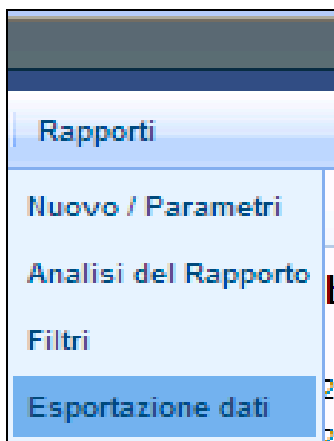 Rapporti
Nuovo / Parametri
Analisi del Rapporto
Filtri
Esportazione dati